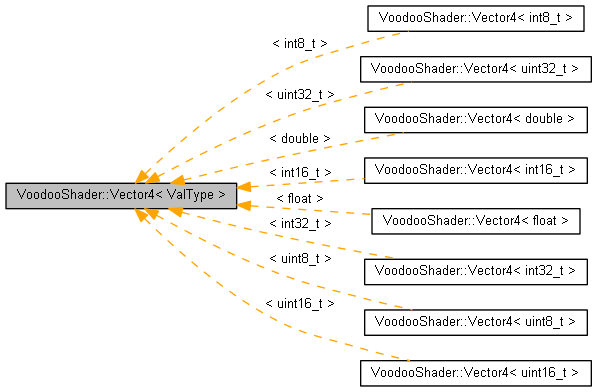 VoodooShader::Vector4< int8_t >
< int8_t >
VoodooShader::Vector4< uint32_t >
< uint32_t >
VoodooShader::Vector4< double >
< double >
VoodooShader::Vector4< int16_t >
< int16_t >
VoodooShader::Vector4< ValType >
< float >
VoodooShader::Vector4< float >
< int32_t >
VoodooShader::Vector4< int32_t >
< uint8_t >
VoodooShader::Vector4< uint8_t >
< uint16_t >
VoodooShader::Vector4< uint16_t >